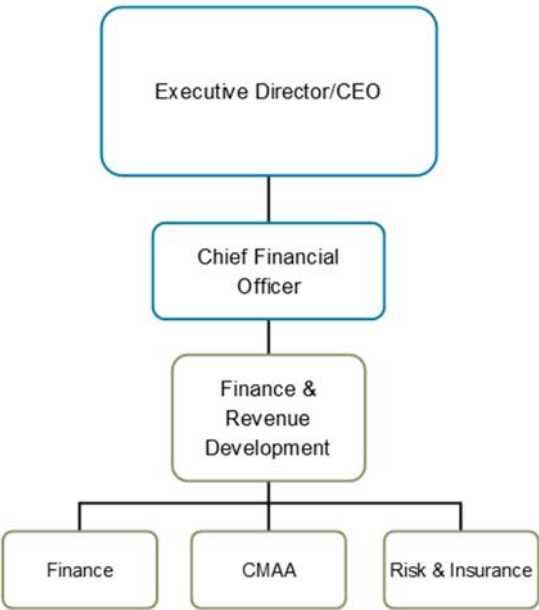 Executive Director/CEO
Chief Financial
Officer
Finance &
Revenue
Development
Finance
CMAA
Risk & Insurance